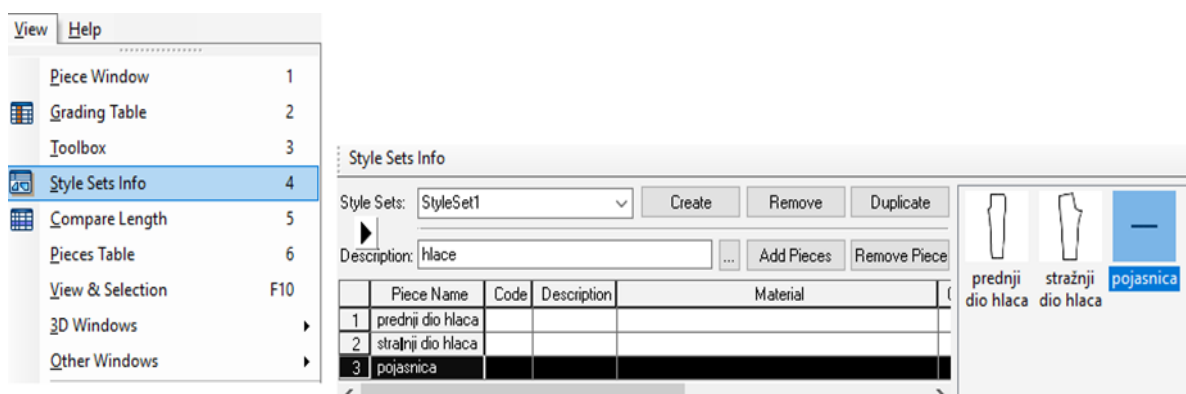 View Help
Piece Window 1
Grading Table 2
Toolbox 3
Style Sets Info 4
Compare Length 5
Pieces Table 6
View & Selection F10
3D Windows
Other Windows
Style Sets Info
Style Sets: StyleSet1 Create Remove Duplicate
Description: hlace ... Add Pieces Remove Piece
Piece Name Code Description Material
1 prednji dio hlaca
2 stralnji dio hlaca
3 pojasnica
prednji dio hlaca
stražnji dio hlaca
pojasnica